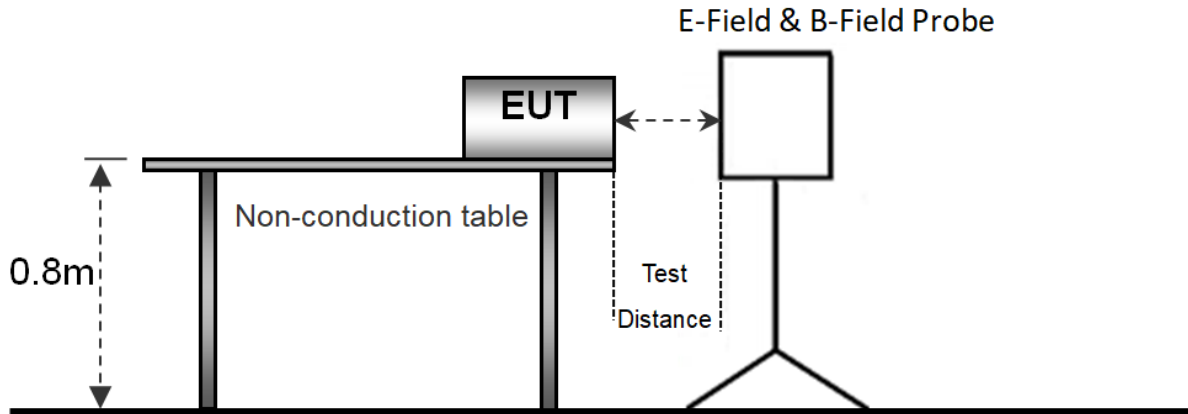 E-Field & B-Field Probe
EUT
Non-conduction table
0.8m
Test
Distance